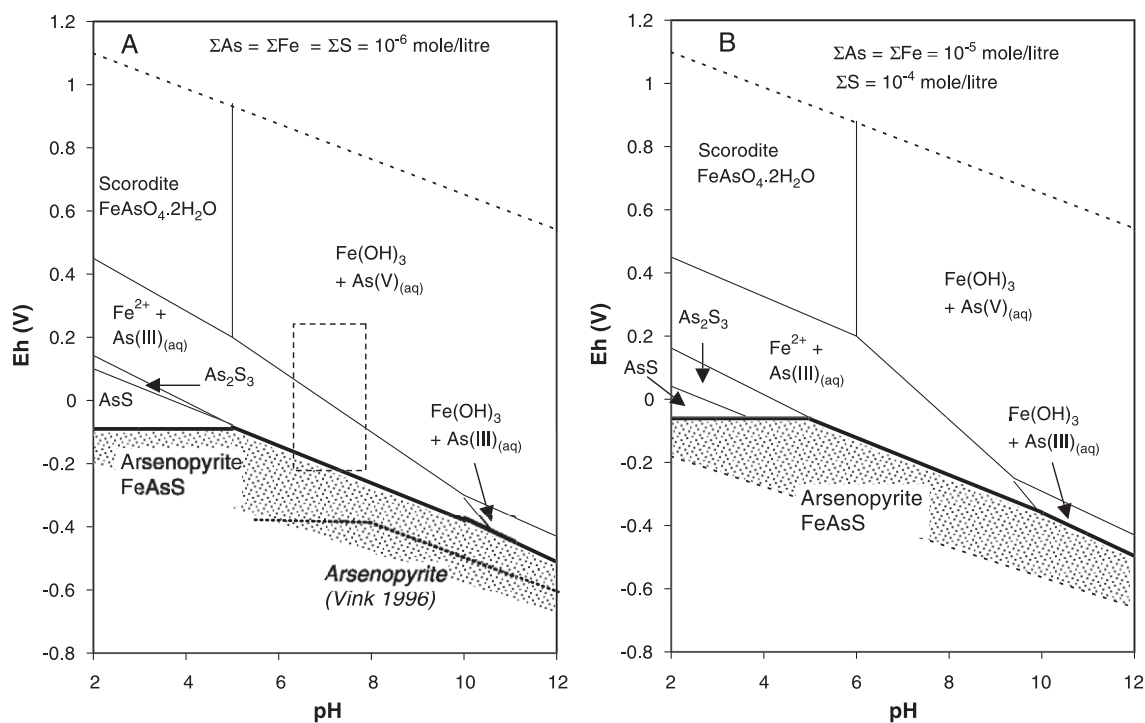 A
ΣAs = ΣFe = ΣS = 10⁻⁶ mole/litre
Scorodite
FeAsO₄.2H₂O
Fe(OH)₃
+ As(V)₍aq₎
Fe²⁺ +
As(III)₍aq₎
As₂S₃
AsS
Fe(OH)₃
+ As(III)₍aq₎
Arsenopyrite
FeAsS
Arsenopyrite
(Vink 1996)
Eh (V)
1.2
1
0.8
0.6
0.4
0.2
0
-0.2
-0.4
-0.6
-0.8
2
4
6
8
10
12
pH
B
ΣAs = ΣFe = 10⁻⁵ mole/litre
ΣS = 10⁻⁴ mole/litre
Scorodite
FeAsO₄.2H₂O
Fe(OH)₃
+ As(V)₍aq₎
As₂S₃
Fe²⁺ +
As(III)₍aq₎
AsS
Fe(OH)₃
+ As(III)₍aq₎
Arsenopyrite
FeAsS
Eh (V)
1.2
1
0.8
0.6
0.4
0.2
0
-0.2
-0.4
-0.6
-0.8
2
4
6
8
10
12
pH